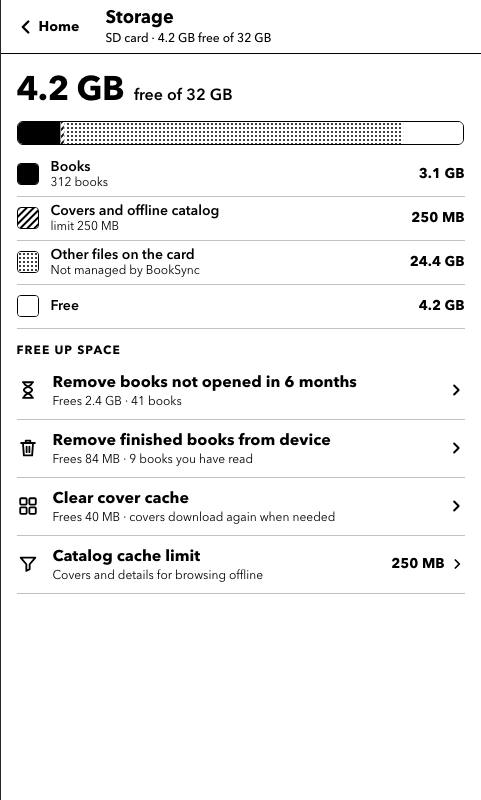 Home
Storage
SD card · 4.2 GB free of 32 GB
4.2 GB free of 32 GB
Books
312 books
3.1 GB
Covers and offline catalog
limit 250 MB
250 MB
Other files on the card
Not managed by BookSync
24.4 GB
Free
4.2 GB
FREE UP SPACE
Remove books not opened in 6 months
Frees 2.4 GB · 41 books
Remove finished books from device
Frees 84 MB · 9 books you have read
Clear cover cache
Frees 40 MB · covers download again when needed
Catalog cache limit
Covers and details for browsing offline
250 MB